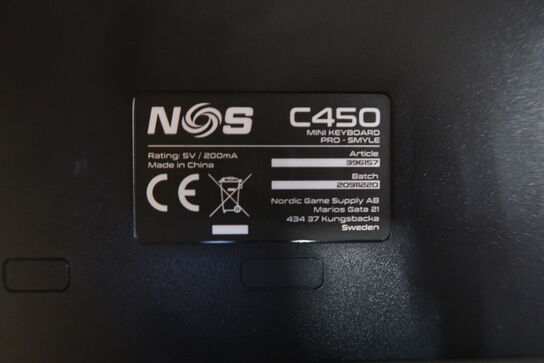 NOS
C450
MINI KEYBOARD
PRO - SMYLE
Rating: 5V / 200mA
Made in China
Article
396157
Batch
20911220
CE
Nordic Game Supply AB
Marios Gata 21
434 37 Kungsbacka
Sweden